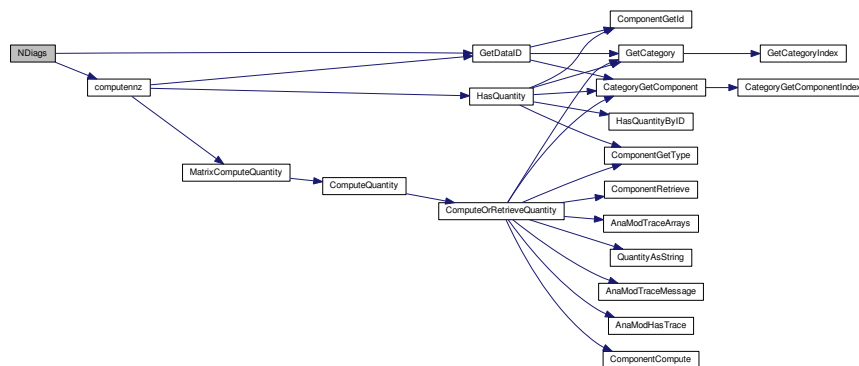 ComponentGetId
NDiags
GetDataID
GetCategory
GetCategoryIndex
computennz
CategoryGetComponent
CategoryGetComponentIndex
HasQuantity
HasQuantityByID
ComponentGetType
MatrixComputeQuantity
ComputeQuantity
ComponentRetrieve
ComputeOrRetrieveQuantity
AnaModTraceArrays
QuantityAsString
AnaModTraceMessage
AnaModHasTrace
ComponentCompute